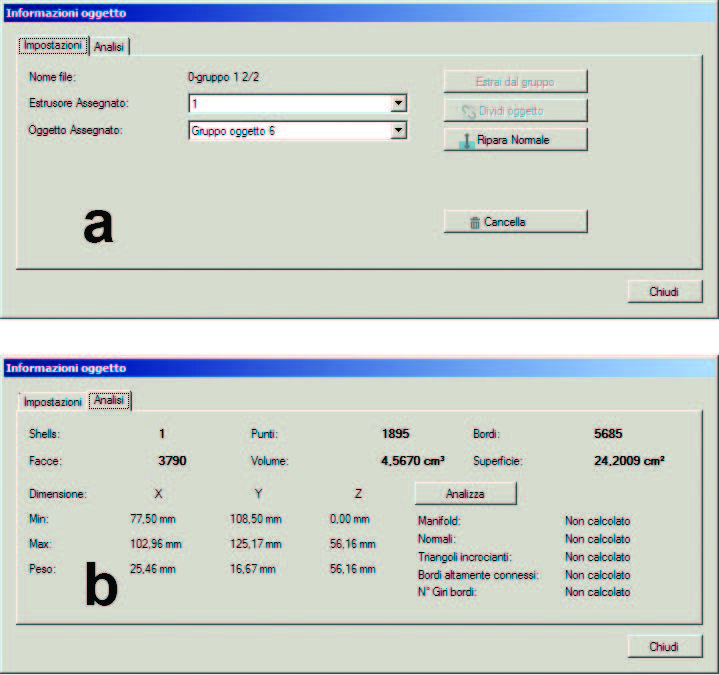 Informazioni oggetto
Impostazioni Analisi
Nome file: 0-gruppo 1 2/2 Estrai dal gruppo
Estrusore Assegnato: 1 Dividi oggetto
Oggetto Assegnato: Gruppo oggetto 6 Ripara Normale
a
Cancella
Chiudi
Informazioni oggetto
Impostazioni Analisi
Shells: 1 Punti: 1895 Bordi: 5685
Facce: 3790 Volume: 4,5670 cm³ Superficie: 24,2009 cm²
Dimensione: X Y Z Analizza
Min: 77,50 mm 108,50 mm 0,00 mm Manifold: Non calcolato
Normali: Non calcolato
Max: 102,96 mm 125,17 mm 56,16 mm Triangoli incrocianti: Non calcolato
Peso: 25,46 mm 16,67 mm 56,16 mm Bordi altamente connessi: Non calcolato
N° Giri bordi: Non calcolato
b
Chiudi